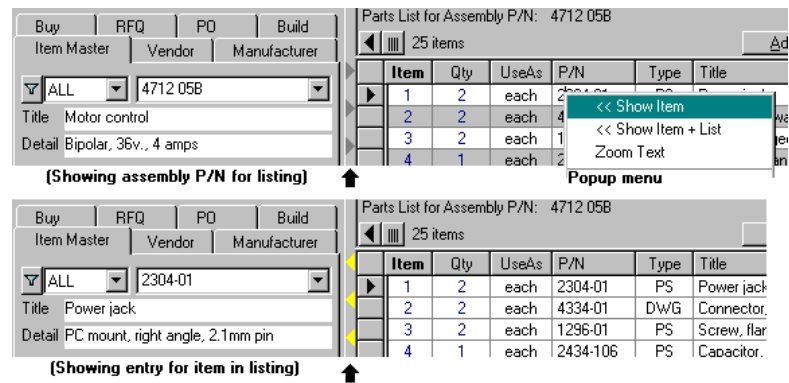 Buy RFQ PO Build
Item Master Vendor Manufacturer
ALL 4712 05B
Title Motor control
Detail Bipolar, 36v., 4 amps
(Showing assembly P/N for listing)
Parts List for Assembly P/N: 4712 05B
25 items
Item Qty UseAs P/N Type Title
1 2 each
2 2 each 4
3 2 each 1
4 1 each 2
<< Show Item
<< Show Item + List
Zoom Text
Popup menu
Buy RFQ PO Build
Item Master Vendor Manufacturer
ALL 2304-01
Title Power jack
Detail PC mount, right angle, 2.1mm pin
(Showing entry for item in listing)
Parts List for Assembly P/N: 4712 05B
25 items
Item Qty UseAs P/N Type Title
1 2 each 2304-01 PS Power jack
2 2 each 4334-01 DWG Connector,
3 2 each 1296-01 PS Screw, flan
4 1 each 2434-106 PS Capacitor.